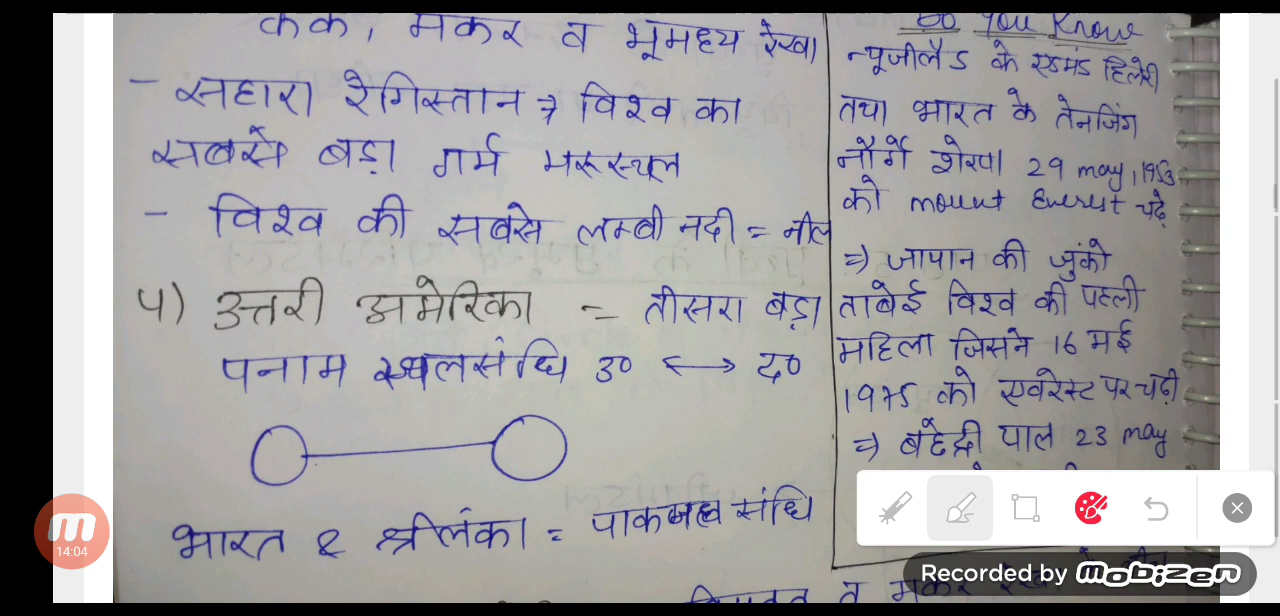 कर्क, मकर व भूमध्य रेखा
- सहारा रेगिस्तान → विश्व का
सबसे बड़ा गर्म मरूस्थल
- विश्व की सबसे लम्बी नदी = नील
4) उत्तरी अमेरिका = तीसरा बड़ा
पनाम स्थलसंधि उ० ↔ द०
भारत & श्रीलंका = पाक संधि
Do You Know
न्यूजीलैंड के एडमंड हिलेरी
तथा भारत के तेनजिंग
नौर्गे शेरपा 29 may, 1953
को mount Everest चढ़े
⇒ जापान की जुंको
ताबेई विश्व की पहली
महिला जिसने 16 मई
1975 को एवरेस्ट पर चढ़ी
⇒ बछेंद्री पाल 23 may
व मकर
14:04
Recorded by mobizen